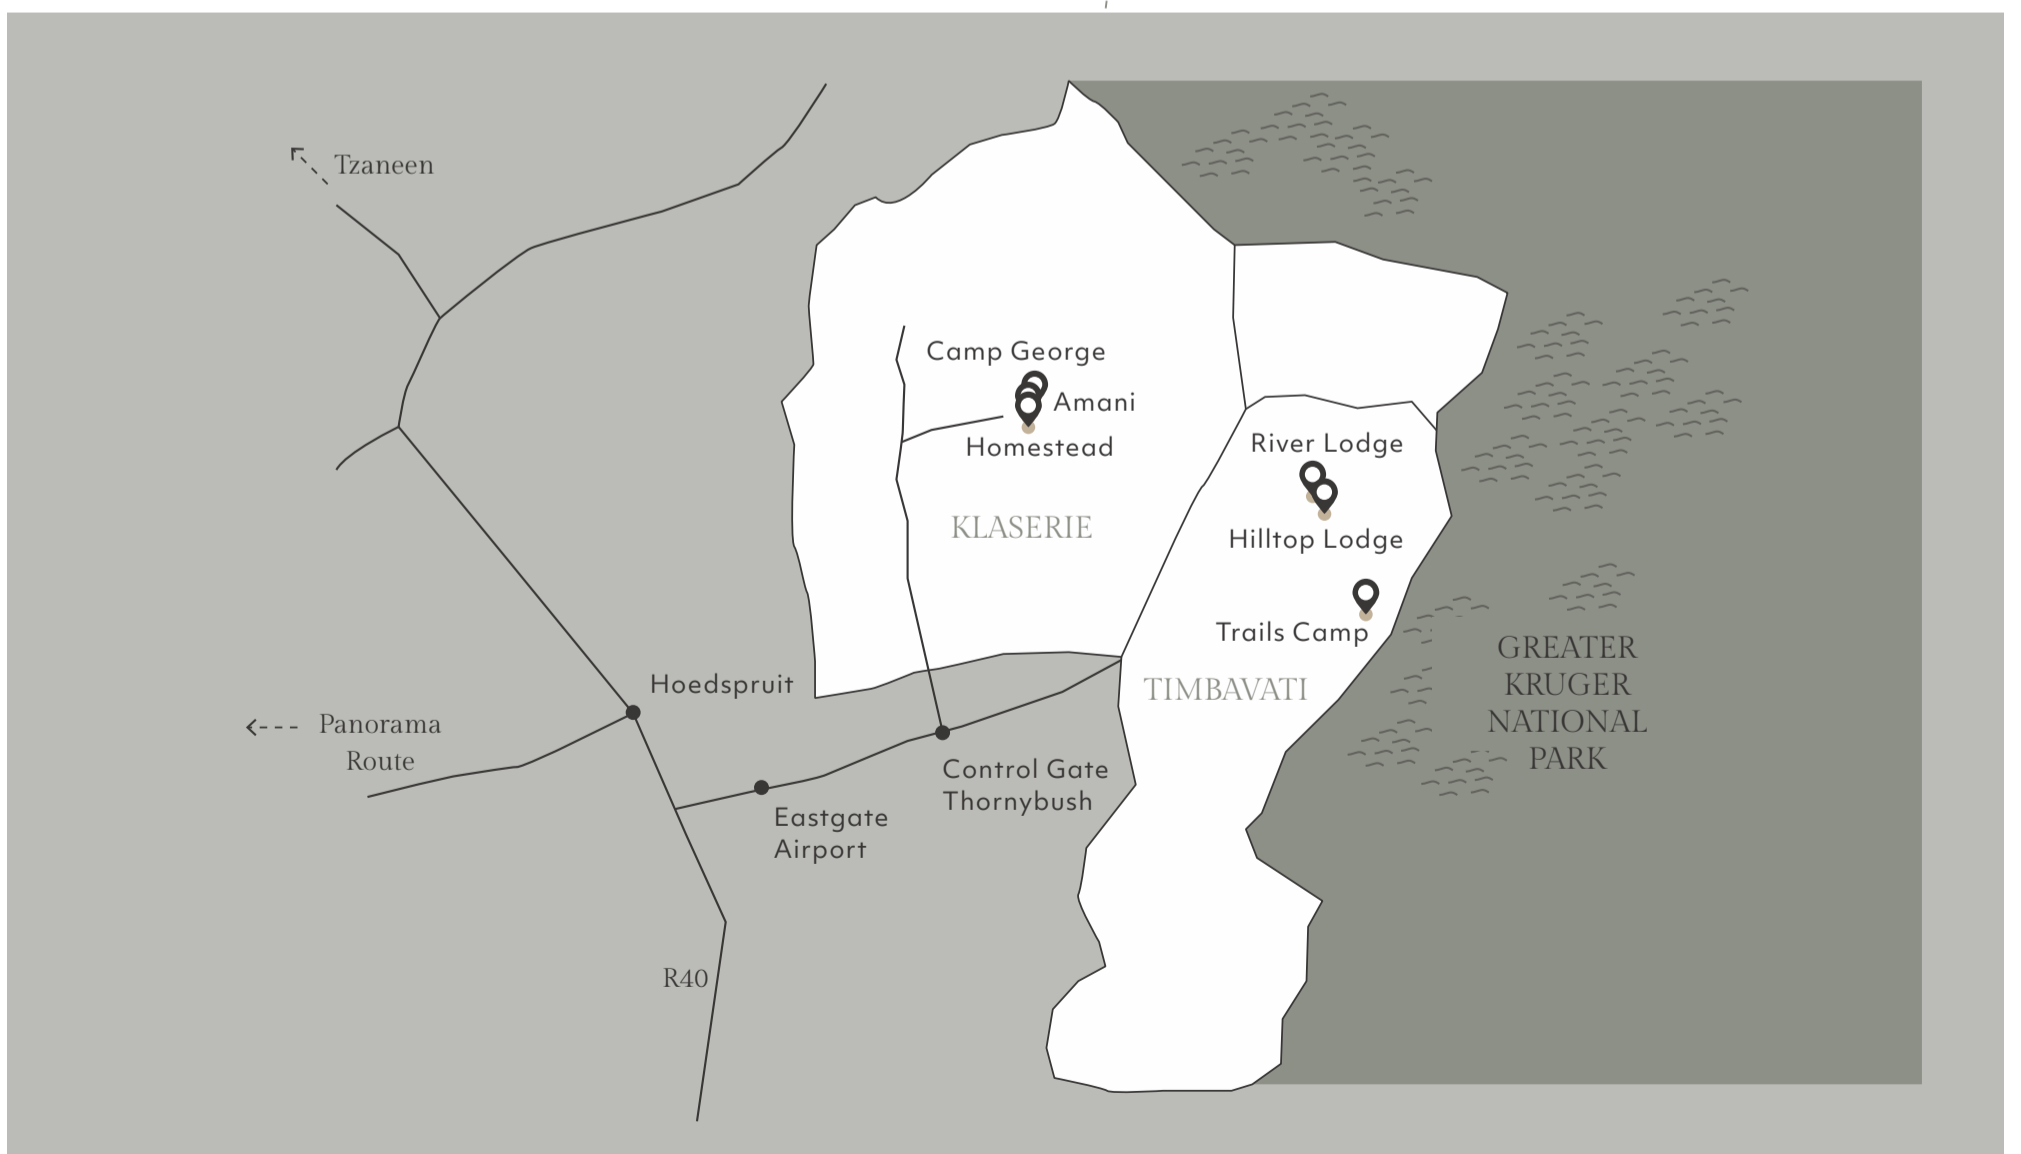 Tzaneen
Camp George
Amani
Homestead
River Lodge
KLASERIE
Hilltop Lodge
Trails Camp
TIMBAVATI
GREATER
KRUGER
NATIONAL
PARK
Hoedspruit
Panorama
Route
Control Gate
Thornybush
Eastgate
Airport
R40